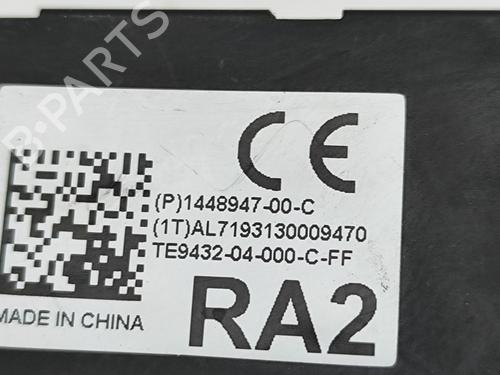 CE
(P)1448947-00-C
(1T)AL7193130009470
TE9432-04-000-C-FF
MADE IN CHINA
RA2
B-PARTS